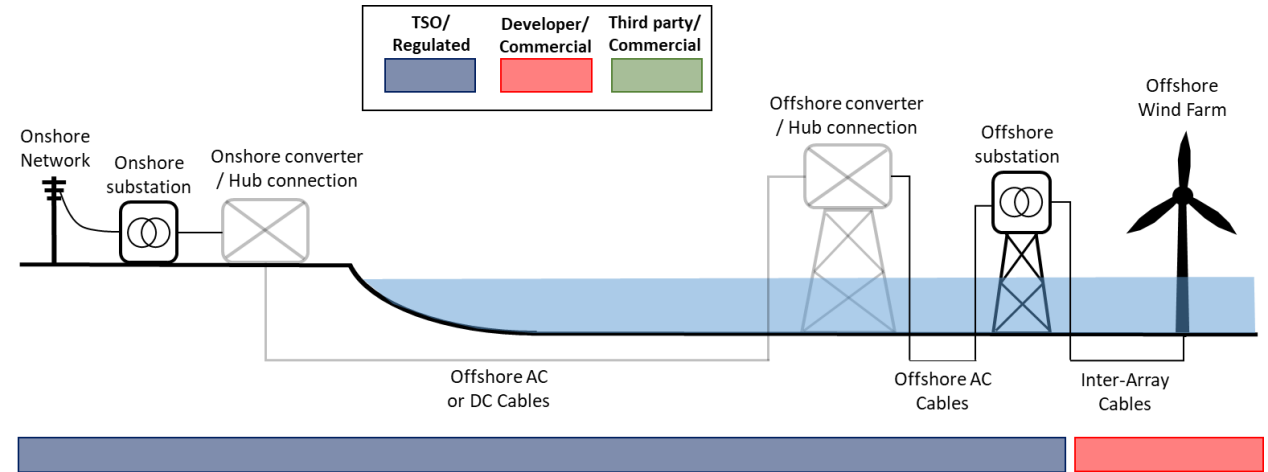 TSO/
Regulated
Developer/
Commercial
Third party/
Commercial
Onshore
Network
Onshore
substation
Onshore converter
/ Hub connection
Offshore converter
/ Hub connection
Offshore
substation
Offshore
Wind Farm
Offshore AC
or DC Cables
Offshore AC
Cables
Inter-Array
Cables